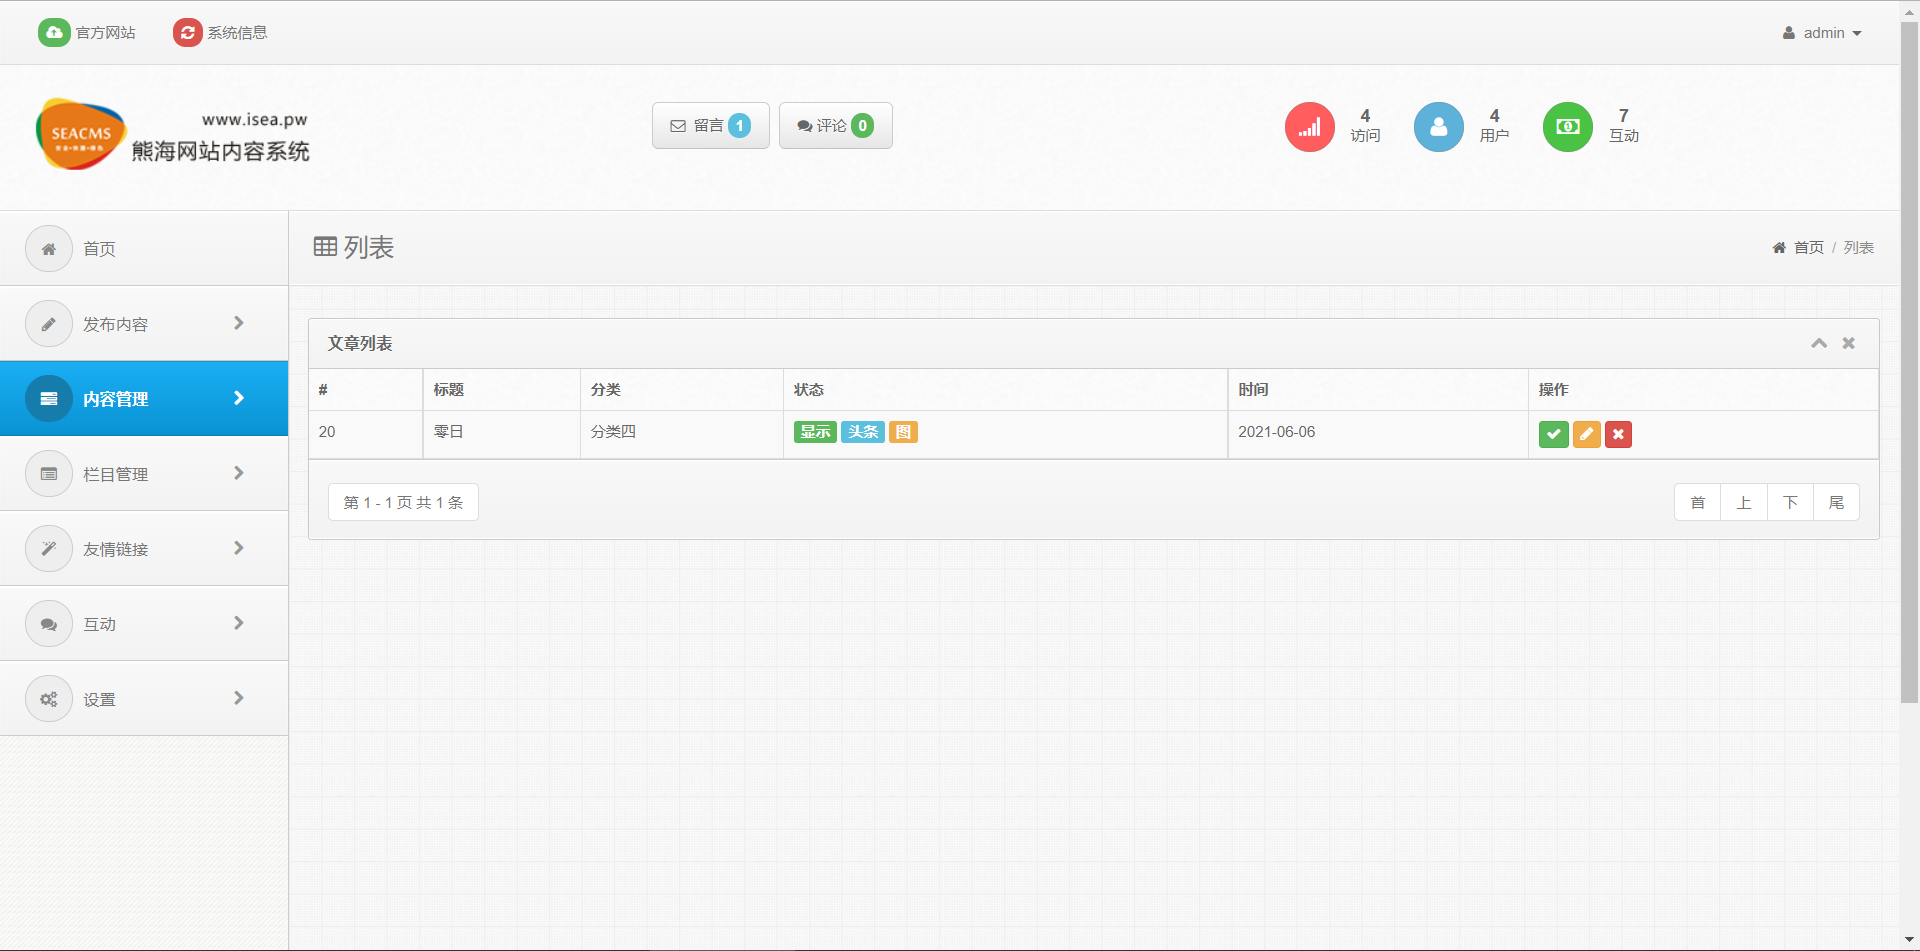 官方网站 系统信息 admin
SEACMS
www.isea.pw
熊海网站内容系统
留言 1 评论 0
4 访问
4 用户
7 互动
首页
发布内容
内容管理
栏目管理
友情链接
互动
设置
列表
首页 / 列表
文章列表
# 标题 分类 状态 时间 操作
20 零日 分类四 显示 头条 图 2021-06-06
第 1 - 1 页 共 1 条
首 上 下 尾